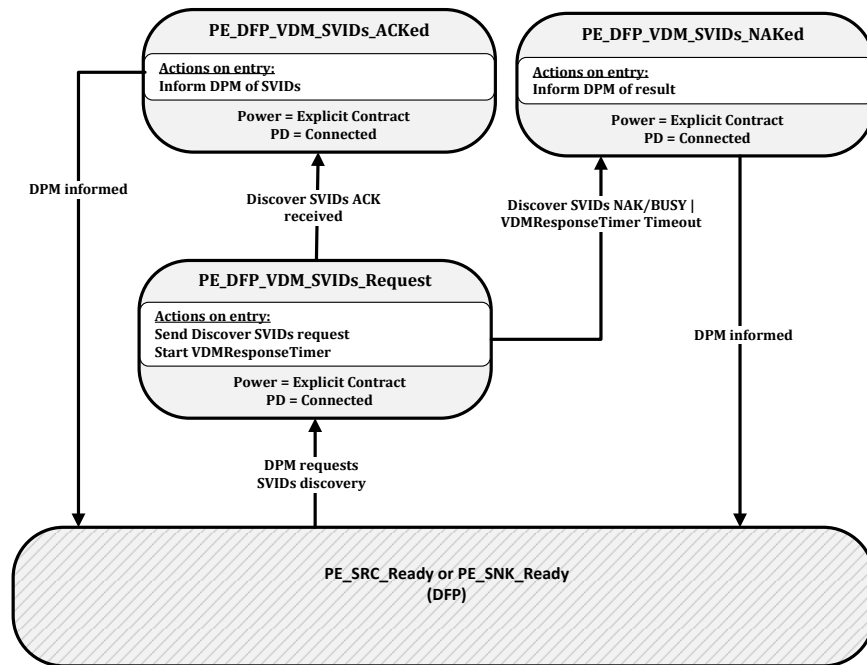 PE_DFP_VDM_SVIDs_ACKed
Actions on entry:
Inform DPM of SVIDs
Power = Explicit Contract
PD = Connected
PE_DFP_VDM_SVIDs_NAKed
Actions on entry:
Inform DPM of result
Power = Explicit Contract
PD = Connected
DPM informed
Discover SVIDs ACK
received
Discover SVIDs NAK/BUSY |
VDMResponseTimer Timeout
PE_DFP_VDM_SVIDs_Request
Actions on entry:
Send Discover SVIDs request
Start VDMResponseTimer
Power = Explicit Contract
PD = Connected
DPM informed
DPM requests
SVIDs discovery
PE_SRC_Ready or PE_SNK_Ready
(DFP)